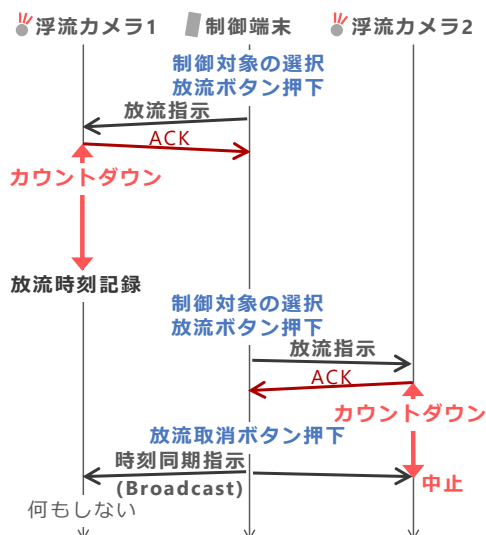 浮流カメラ1 制御端末 浮流カメラ2
制御対象の選択
放流ボタン押下
放流指示
ACK
カウントダウン
放流時刻記録
制御対象の選択
放流ボタン押下
放流指示
ACK
カウントダウン
放流取消ボタン押下
時刻同期指示
(Broadcast)
中止
何もしない